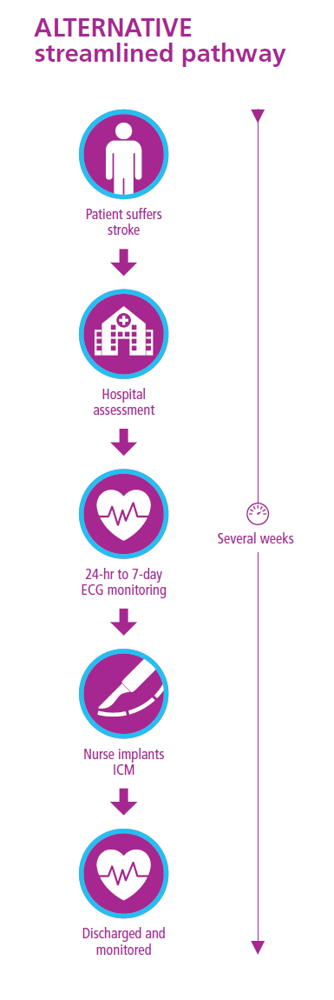 ALTERNATIVE
streamlined pathway
Patient suffers
stroke
Hospital
assessment
24-hr to 7-day
ECG monitoring
Several weeks
Nurse implants
ICM
Discharged and
monitored